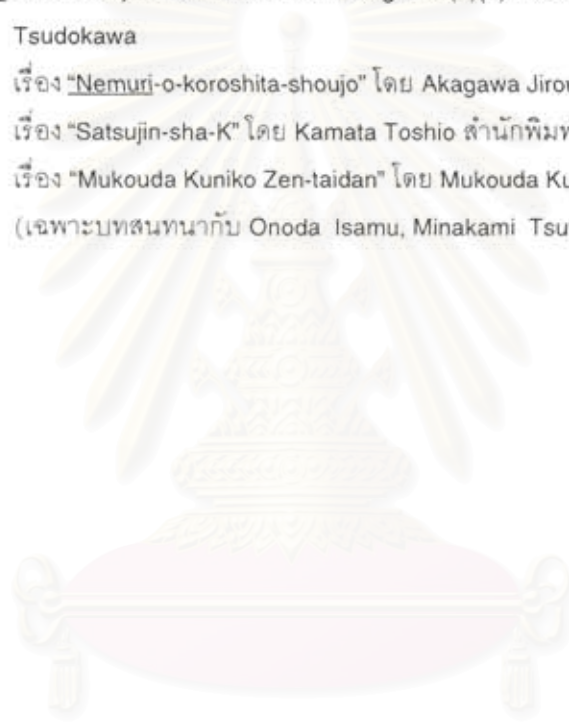 Tsudokawa
เรื่อง “Nemuri-o-koroshita-shoujo” โดย Akagawa Jirou
เรื่อง “Satsujin-sha-K” โดย Kamata Toshio สำนักพิม
เรื่อง “Mukouda Kuniko Zen-taidan” โดย Mukouda Ku
(เฉพาะบทสนทนากับ Onoda Isamu, Minakami Tsu